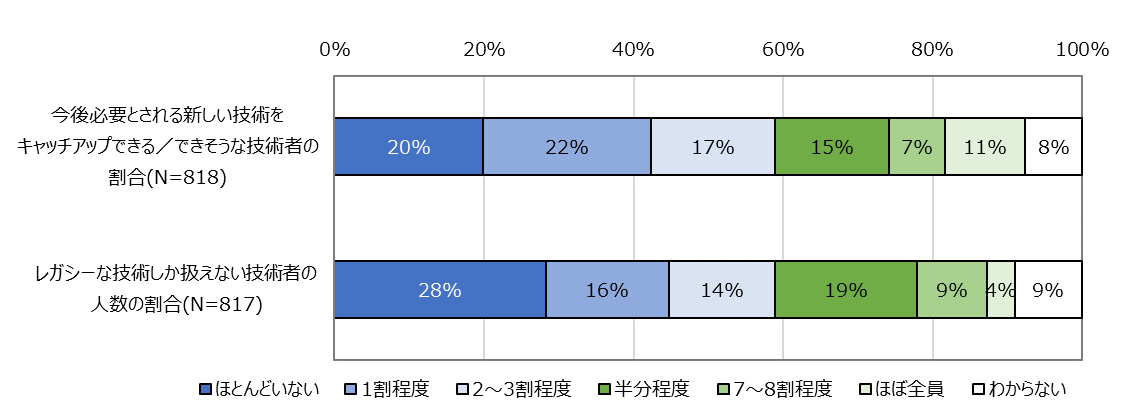 0% 20% 40% 60% 80% 100%
今後必要とされる新しい技術を
キャッチアップできる／できそうな技術者の
割合(N=818)
20% 22% 17% 15% 7% 11% 8%
レガシーな技術しか扱えない技術者の
人数の割合(N=817)
28% 16% 14% 19% 9% 4% 9%
ほとんどいない 1割程度 2～3割程度 半分程度 7～8割程度 ほぼ全員 わからない